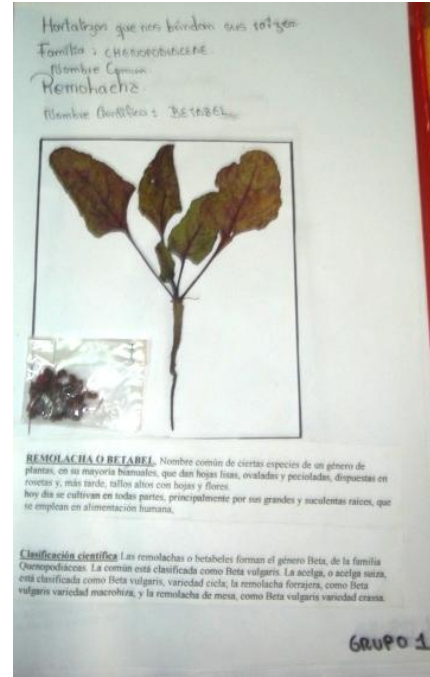 Hortalizas que nos brindan sus raízes
Familia : CHENOPODIACENE
Nombre Común
Remohacha
Nombre Científico : BETABEL
REMOLACHA O BETABEL, Nombre común de ciertas especies de un género de
plantas, en su mayoría bianuales, que dan hojas lisas, ovaladas y pecioladas, dispuestas en
rosetas y, más tarde, tallos altos con hojas y flores.
hoy dia se cultivan en todas partes, principalmente por sus grandes y suculentas raíces, que
se emplean en alimentación humana,
Clasificación científica Las remolachas o betabeles forman el género Beta, de la familia
Quenopodiáceas. La común está clasificada como Beta vulgaris. La acelga, o acelga suiza,
está clasificada como Beta vulgaris, variedad cicla; la remolacha forrajera, como Beta
vulgaris variedad macrohiza, y la remolacha de mesa, como Beta vulgaris variedad crassa.
GRUPO 1